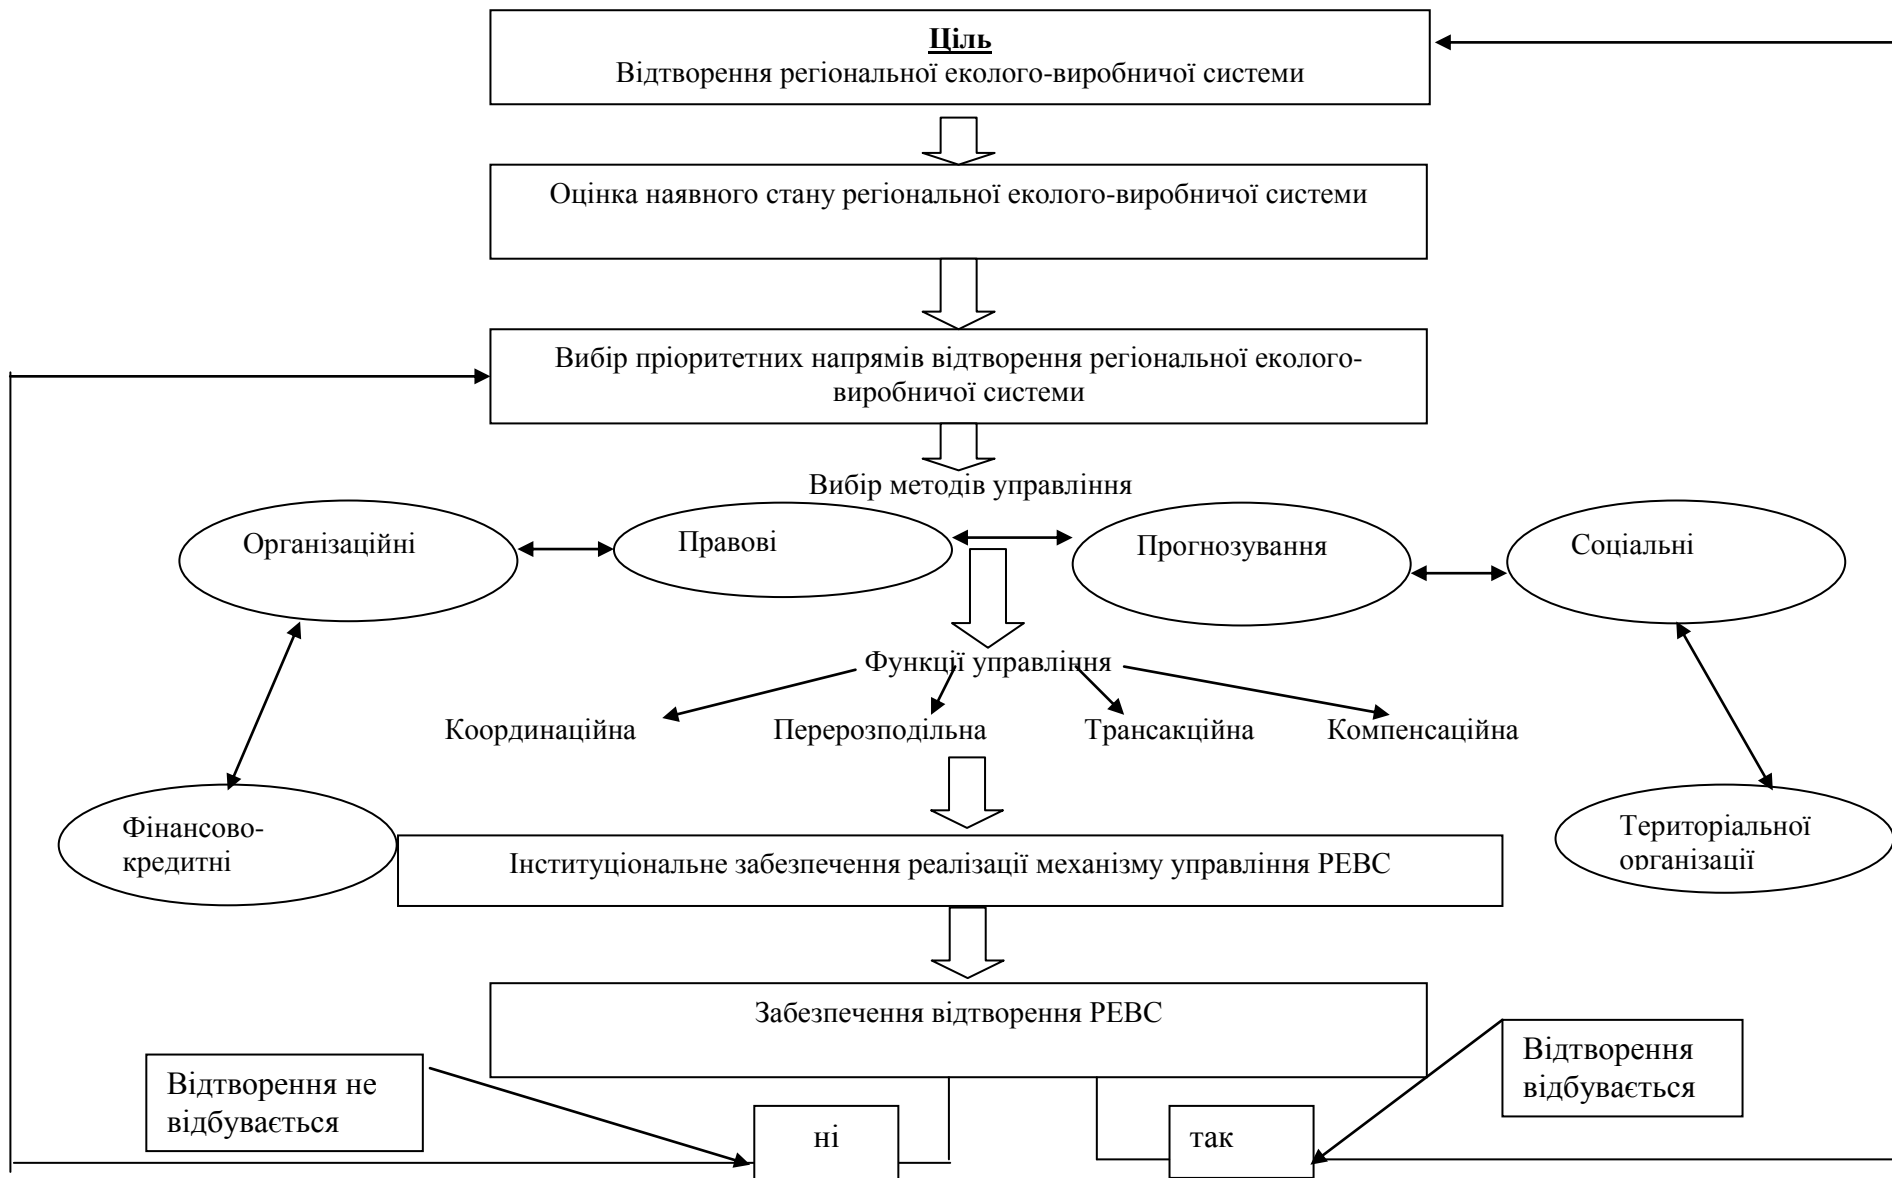 Ціль
Відтворення регіональної еколого-виробничої системи
Оцінка наявного стану регіональної еколого-виробничої системи
Вибір пріоритетних напрямів відтворення регіональної еколого-
виробничої системи
Вибір методів управління
Організаційні
Правові
Прогнозування
Соціальні
Функції управління
Координаційна
Перерозподільна
Трансакційна
Компенсаційна
Фінансово-
кредитні
Територіальної
організації
Інституціональне забезпечення реалізації механізму управління РЕВС
Забезпечення відтворення РЕВС
Відтворення не
відбувається
Відтворення
відбувається
ні
так